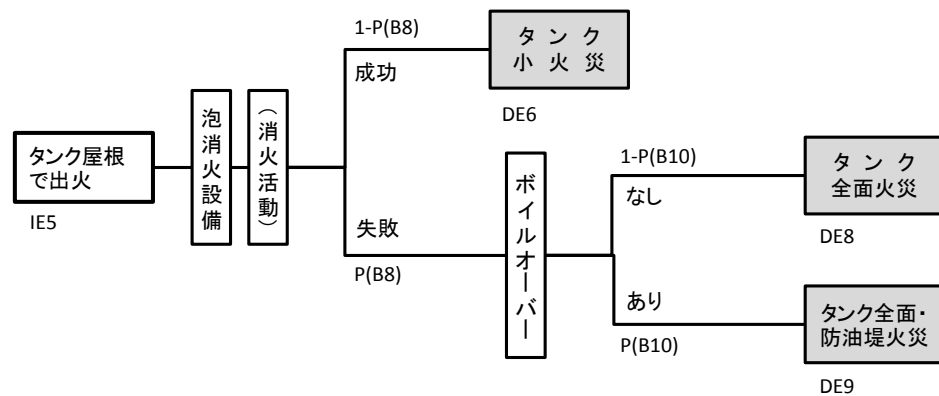 タンク屋根
で出火
IE5
泡消火設備
（消火活動）
1-P(B8)
成功
タンク
小火災
DE6
失敗
P(B8)
ボイルオーバー
1-P(B10)
なし
タンク
全面火災
DE8
あり
P(B10)
タンク全面・
防油堤火災
DE9